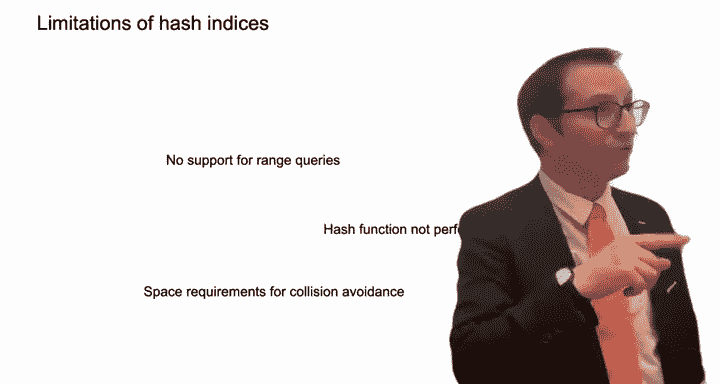 Limitations of hash indices
No support for range queries
Hash function not
Space requirements for collision avoidance